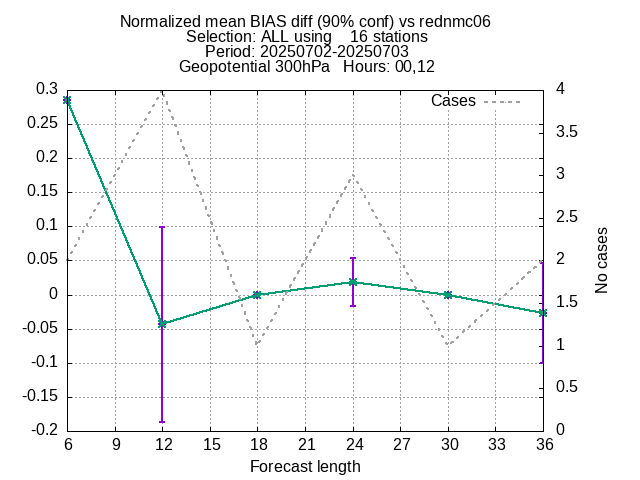 Normalized mean BIAS diff (90% conf) vs rednmc06
Selection: ALL using    16 stations
Period: 20250702-20250703
Geopotential 300hPa   Hours: 00,12
Cases
0.3
0.25
0.2
0.15
0.1
0.05
0
-0.05
-0.1
-0.15
-0.2
4
3.5
3
2.5
2
1.5
1
0.5
0
No cases
6 9 12 15 18 21 24 27 30 33 36
Forecast length